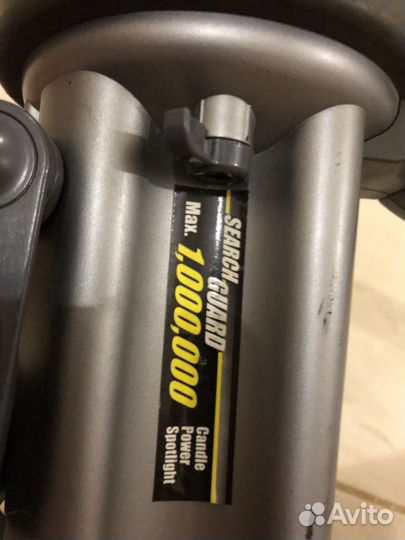 SEARCH GUARD
Max. 1,000,000
Candle
Power
Spotlight
Avito